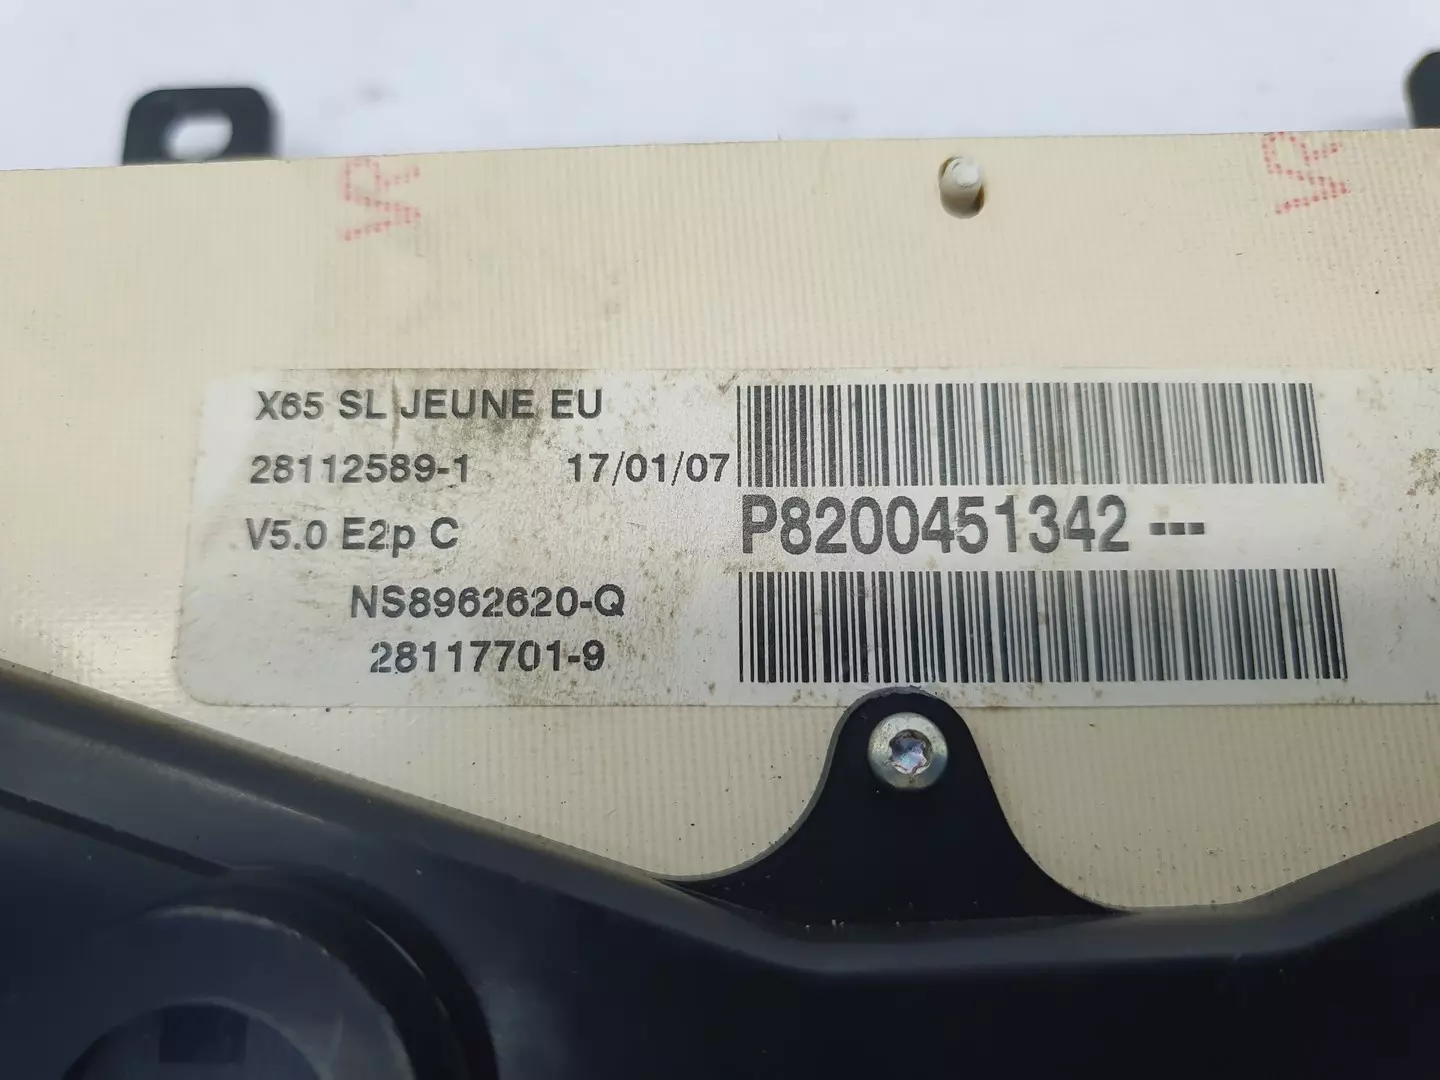 VR
VR
X65 SL JEUNE EU
28112589-1 17/01/07
V5.0 E2p C
P8200451342 ---
NS8962620-Q
28117701-9